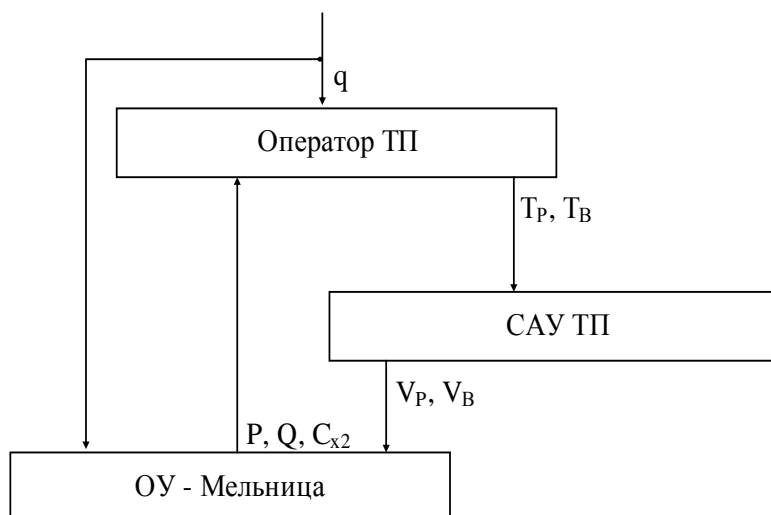 q
Оператор ТП
T_P, T_B
САУ ТП
V_P, V_B
P, Q, C_x2
ОУ - Мельница